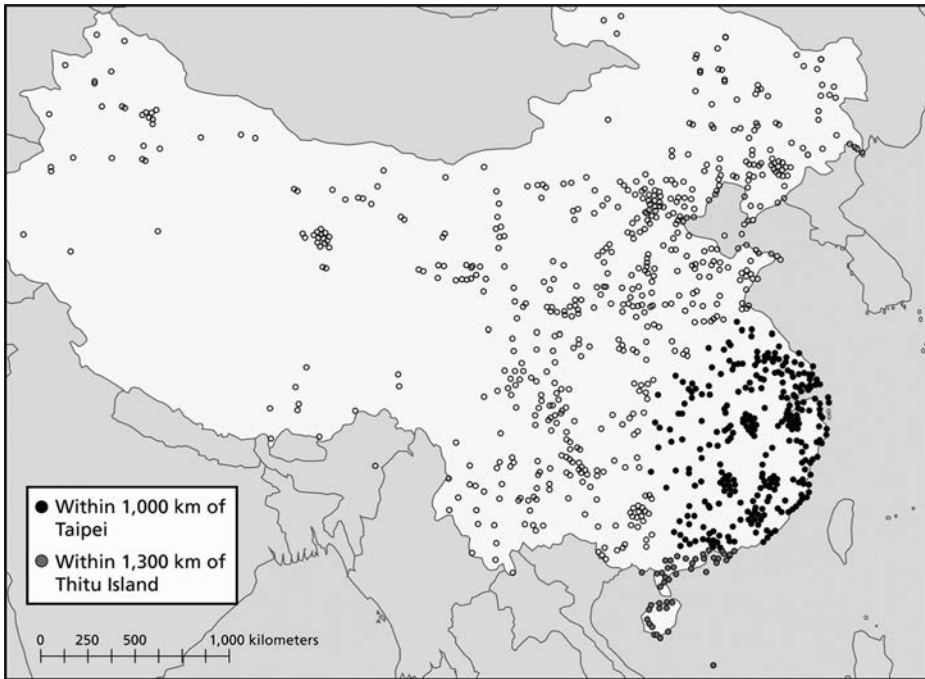 Within 1,000 km of
Taipei
Within 1,300 km of
Thitu Island
0 250 500 1,000 kilometers